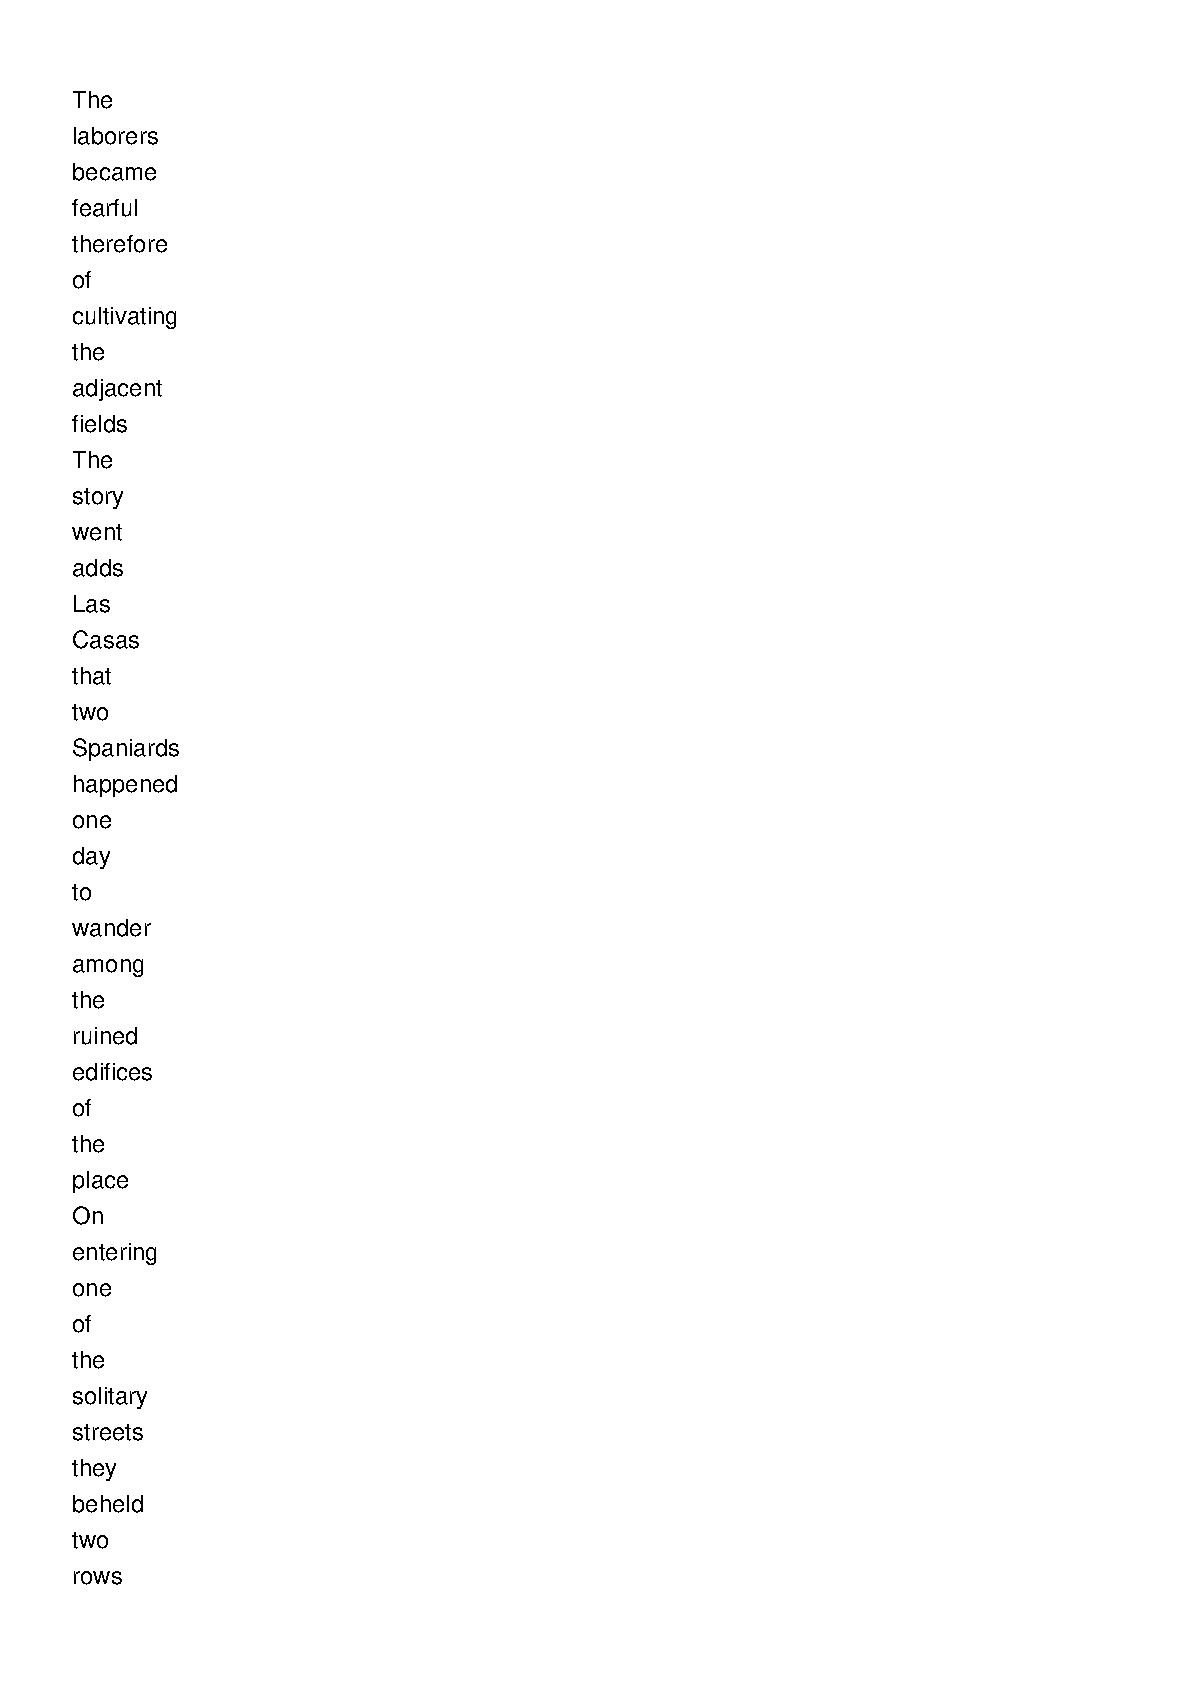 The
laborers
became
fearful
therefore
of
cultivating
the
adjacent
fields
The
story
went
adds
Las
Casas
that
two
Spaniards
happened
one
day
to
wander
among
the
ruined
edifices
of
the
place
On
entering
one
of
the
solitary
streets
they
beheld
two
rows